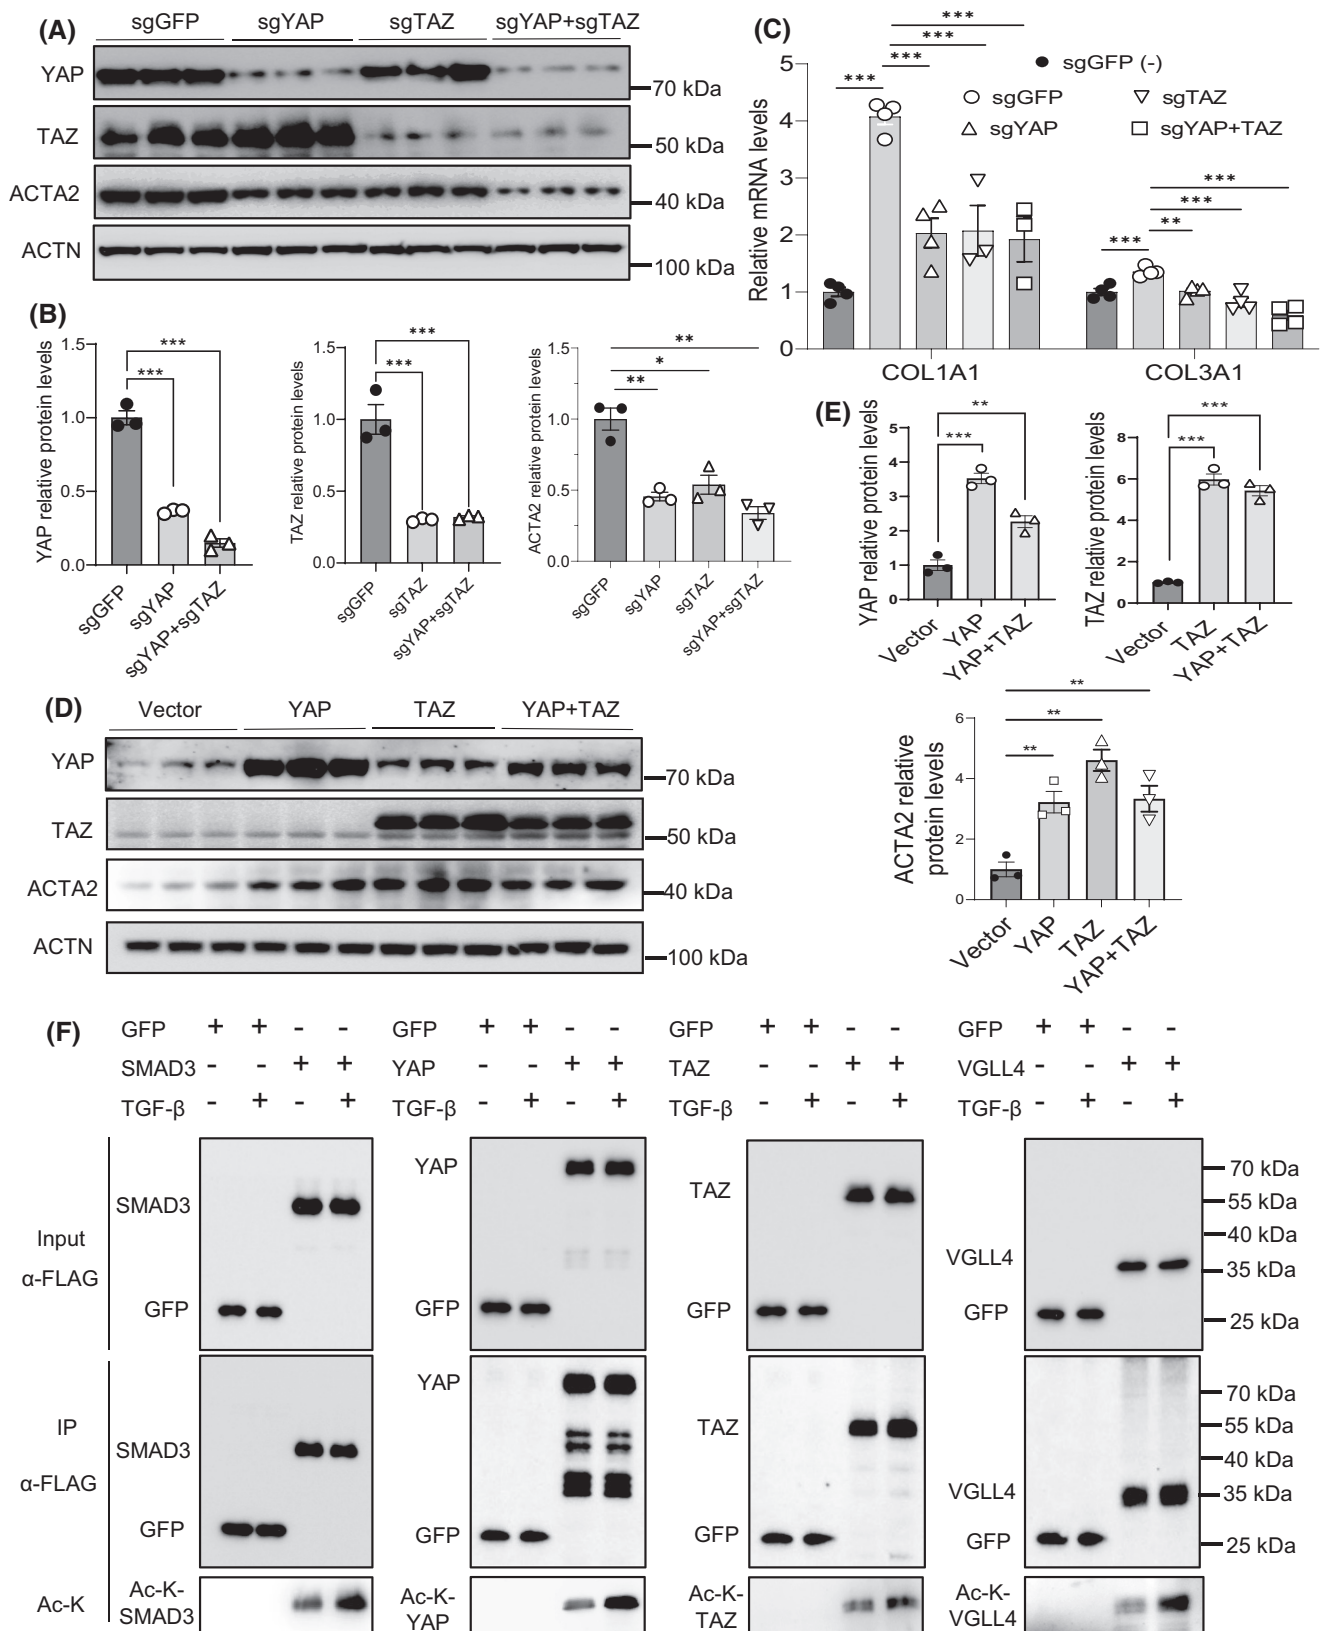 (A)
sgGFP sgYAP sgTAZ sgYAP+sgTAZ
YAP
70 kDa
TAZ
50 kDa
ACTA2
40 kDa
ACTN
100 kDa
(B)
YAP relative protein levels
1.5
1.0
0.5
0.0
***
***
sgGFP
sgYAP
sgYAP+sgTAZ
TAZ relative protein levels
1.5
1.0
0.5
0.0
***
***
sgGFP
sgTAZ
sgYAP+sgTAZ
ACTA2 relative protein levels
1.5
1.0
0.5
0.0
**
*
**
sgGFP
sgYAP
sgTAZ
sgYAP+sgTAZ
(C)
Relative mRNA levels
5
4
3
2
1
0
***
***
***
***
sgGFP (-)
sgGFP sgTAZ
sgYAP sgYAP+TAZ
***
***
**
***
COL1A1 COL3A1
(D)
Vector YAP TAZ YAP+TAZ
YAP
70 kDa
TAZ
50 kDa
ACTA2
40 kDa
ACTN
100 kDa
(E)
YAP relative protein levels
5
4
3
2
1
0
**
***
Vector
YAP
YAP+TAZ
TAZ relative protein levels
8
6
4
2
0
***
***
Vector
TAZ
YAP+TAZ
ACTA2 relative
protein levels
6
4
2
0
**
**
**
Vector
YAP
TAZ
YAP+TAZ
(F)
GFP + + - - GFP + + - - GFP + + - - GFP + + - -
SMAD3 - - + + YAP - - + + TAZ - - + + VGLL4 - - + +
TGF-β - + - + TGF-β - + - + TGF-β - + - + TGF-β - + - +
Input
α-FLAG
SMAD3
GFP
YAP
GFP
TAZ
GFP
VGLL4
GFP
70 kDa
55 kDa
40 kDa
35 kDa
25 kDa
IP
α-FLAG
SMAD3
GFP
YAP
GFP
TAZ
GFP
VGLL4
GFP
70 kDa
55 kDa
40 kDa
35 kDa
25 kDa
Ac-K
Ac-K-
SMAD3
Ac-K-
YAP
Ac-K-
TAZ
Ac-K-
VGLL4